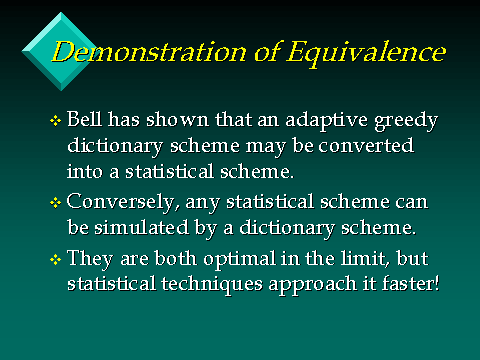 Demonstration of Equivalence
Bell has shown that an adaptive greedy
dictionary scheme may be converted
into a statistical scheme.
Conversely, any statistical scheme can
be simulated by a dictionary scheme.
They are both optimal in the limit, but
statistical techniques approach it faster!